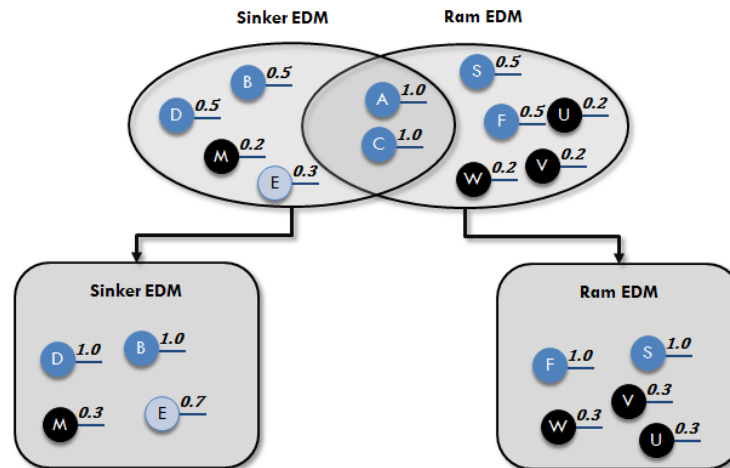 Sinker EDM
Ram EDM
B 0.5
D 0.5
M 0.2
E 0.3
A 1.0
C 1.0
S 0.5
F 0.5
U 0.2
V 0.2
W 0.2
Sinker EDM
D 1.0
B 1.0
M 0.3
E 0.7
Ram EDM
F 1.0
S 1.0
V 0.3
W 0.3
U 0.3